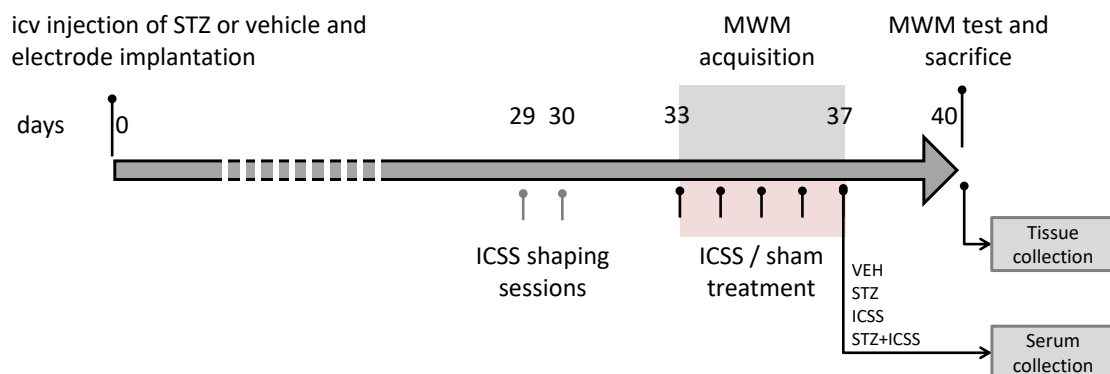 icv injection of STZ or vehicle and
electrode implantation
MWM
acquisition
MWM test and
sacrifice
days
0
29
30
33
37
40
ICSS shaping
sessions
ICSS / sham
treatment
VEH
STZ
ICSS
STZ+ICSS
Tissue
collection
Serum
collection